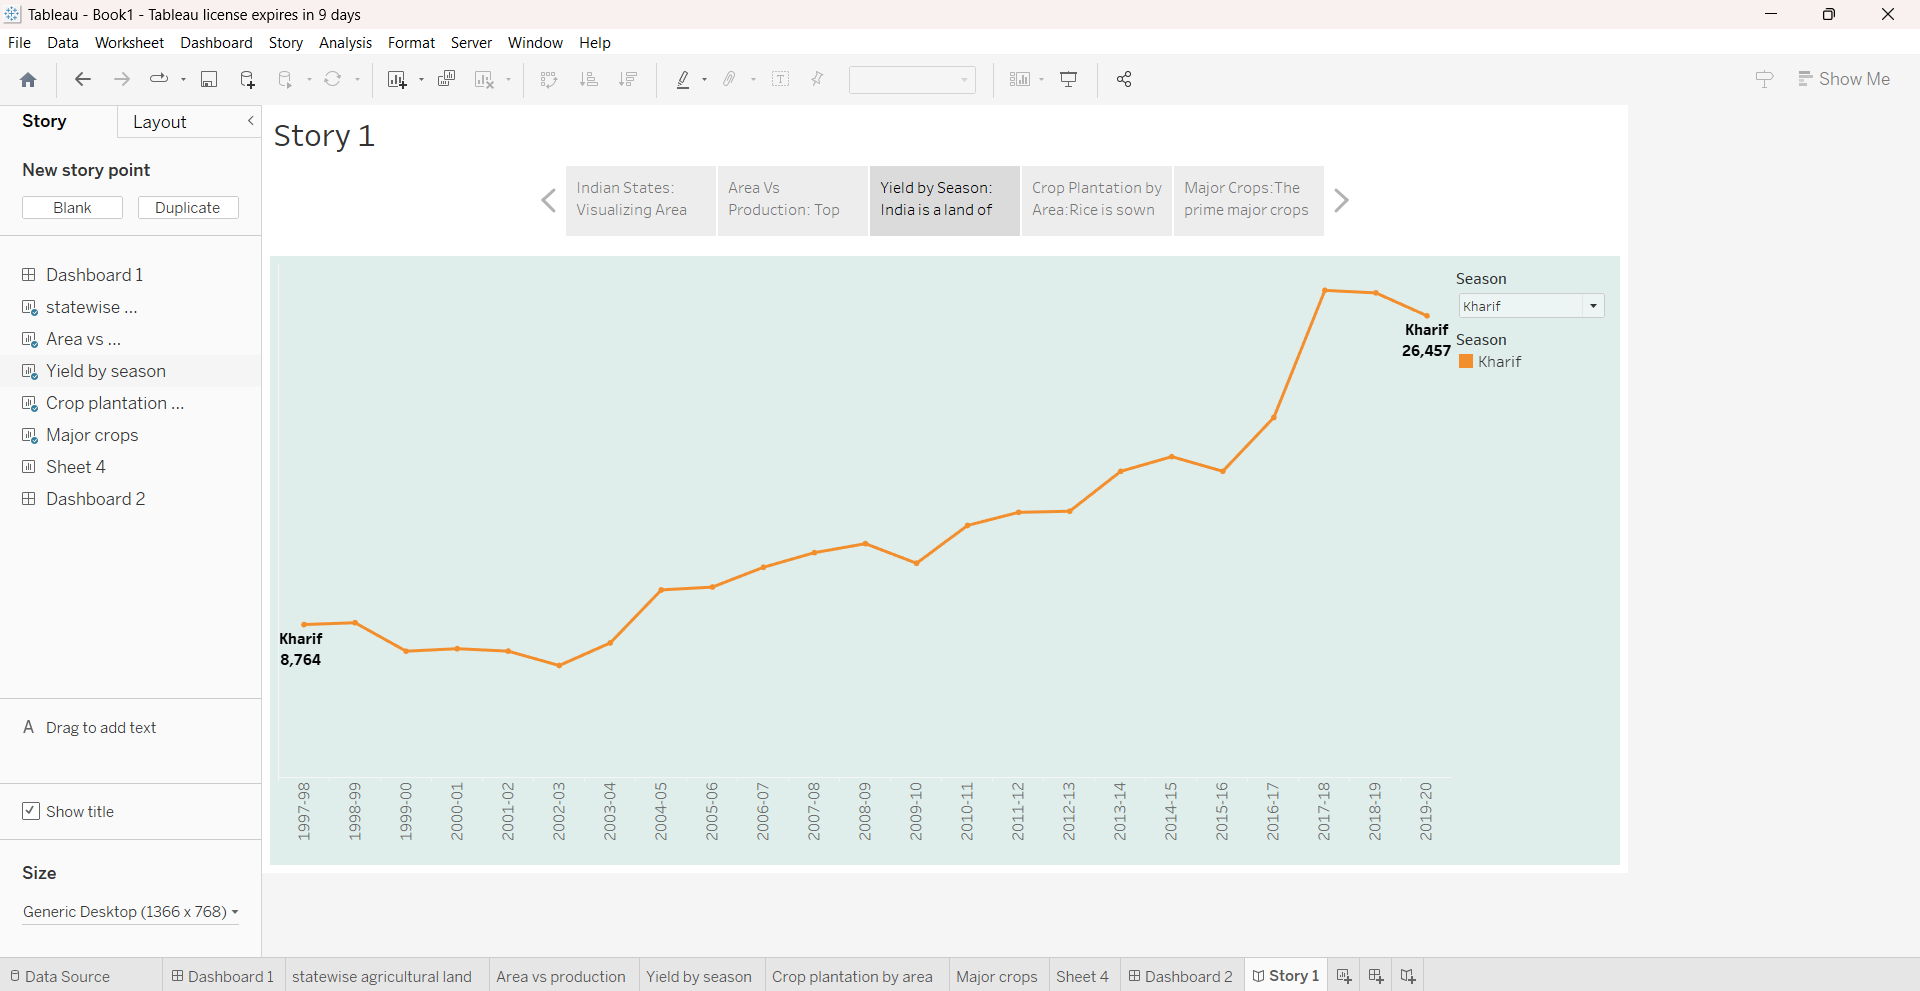 Tableau - Book1 - Tableau license expires in 9 days
File Data Worksheet Dashboard Story Analysis Format Server Window Help
Show Me
Story Layout
New story point
Blank Duplicate
Dashboard 1
statewise ...
Area vs ...
Yield by season
Crop plantation ...
Major crops
Sheet 4
Dashboard 2
A Drag to add text
Show title
Size
Generic Desktop (1366 x 768)
Story 1
Indian States:
Visualizing Area
Area Vs
Production: Top
Yield by Season:
India is a land of
Crop Plantation by
Area:Rice is sown
Major Crops:The
prime major crops
Season
Kharif
Season
Kharif
Kharif
26,457
Kharif
8,764
1997-98
1998-99
1999-00
2000-01
2001-02
2002-03
2003-04
2004-05
2005-06
2006-07
2007-08
2008-09
2009-10
2010-11
2011-12
2012-13
2013-14
2014-15
2015-16
2016-17
2017-18
2018-19
2019-20
Data Source Dashboard 1 statewise agricultural land Area vs production Yield by season Crop plantation by area Major crops Sheet 4 Dashboard 2 Story 1